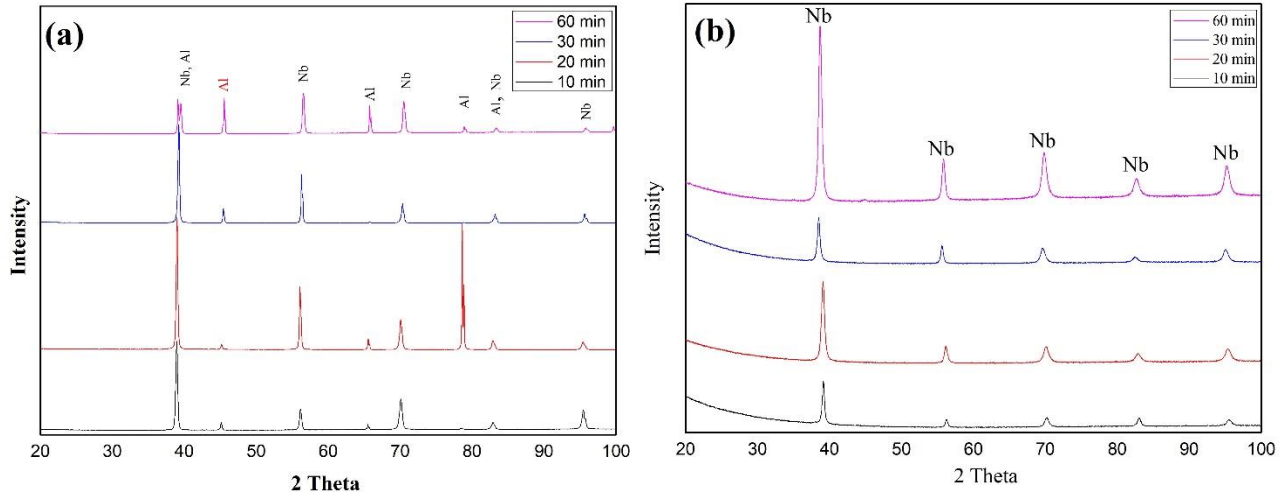 (a)
60 min
30 min
20 min
10 min
Nb, Al
Al
Nb
Al
Nb
Al
Al, Nb
Nb
Intensity
20 30 40 50 60 70 80 90 100
2 Theta
(b)
60 min
30 min
20 min
10 min
Nb
Nb
Nb
Nb
Nb
Intensity
20 30 40 50 60 70 80 90 100
2 Theta